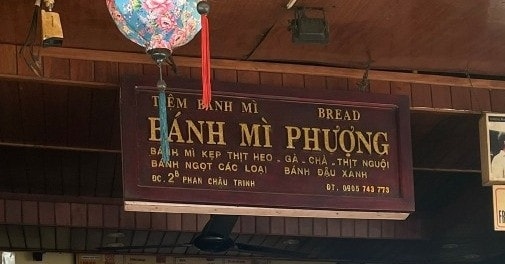 TIỆM BÁNH MÌ BREAD
BÁNH MÌ PHƯỢNG
BÁNH MÌ KẸP THỊT HEO - GÀ - CHẢ - THỊT NGUỘI
BÁNH NGỌT CÁC LOẠI BÁNH ĐẬU XANH
ĐC. 2B PHAN CHÂU TRINH ĐT. 0905 743 773